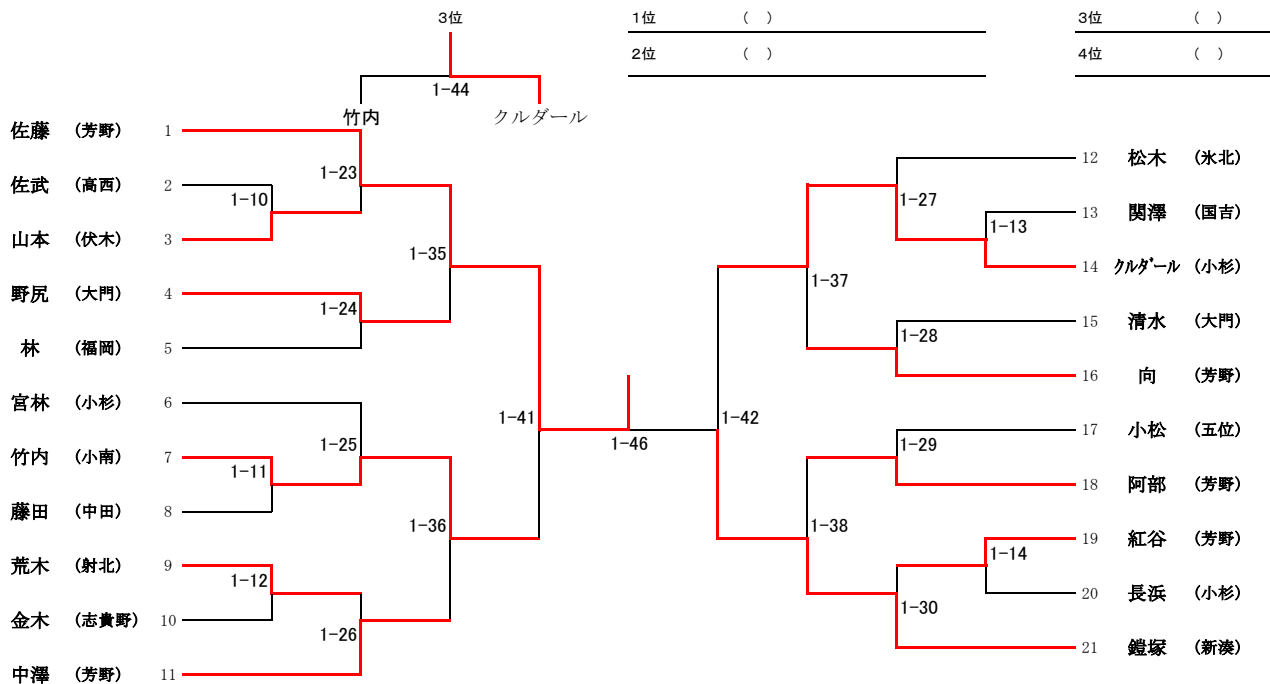 3位
1位 ( )
3位 ( )
2位 ( )
4位 ( )
1-44
竹内 クルダール
佐藤 (芳野) 1
佐武 (高西) 2
山本 (伏木) 3
野尻 (大門) 4
林 (福岡) 5
宮林 (小杉) 6
竹内 (小南) 7
藤田 (中田) 8
荒木 (射北) 9
金木 (志貴野) 10
中澤 (芳野) 11
1-10
1-11
1-12
1-23
1-24
1-25
1-26
1-35
1-36
1-41
1-46
1-42
1-37
1-38
1-27
1-28
1-29
1-30
1-13
1-14
12 松木 (氷北)
13 関澤 (国吉)
14 クルダール (小杉)
15 清水 (大門)
16 向 (芳野)
17 小松 (五位)
18 阿部 (芳野)
19 紅谷 (芳野)
20 長浜 (小杉)
21 鎧塚 (新湊)